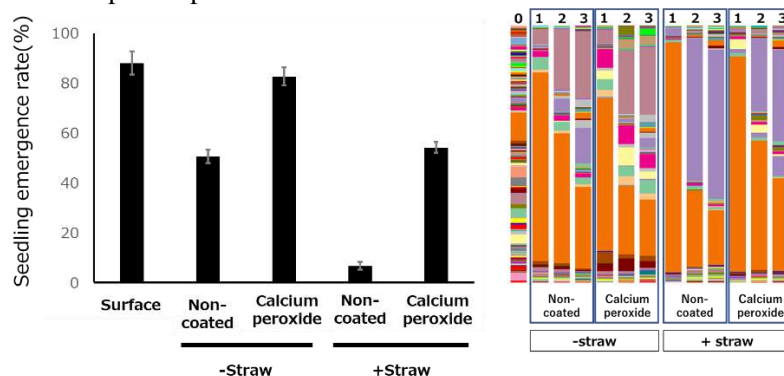 Seedling emergence rate(%)
100
80
60
40
20
0
Surface
Non-
coated
Calcium
peroxide
Non-
coated
Calcium
peroxide
-Straw
+Straw
0 1 2 3 1 2 3 1 2 3 1 2 3
Non-
coated
Calcium
peroxide
Non-
coated
Calcium
peroxide
-straw
+ straw